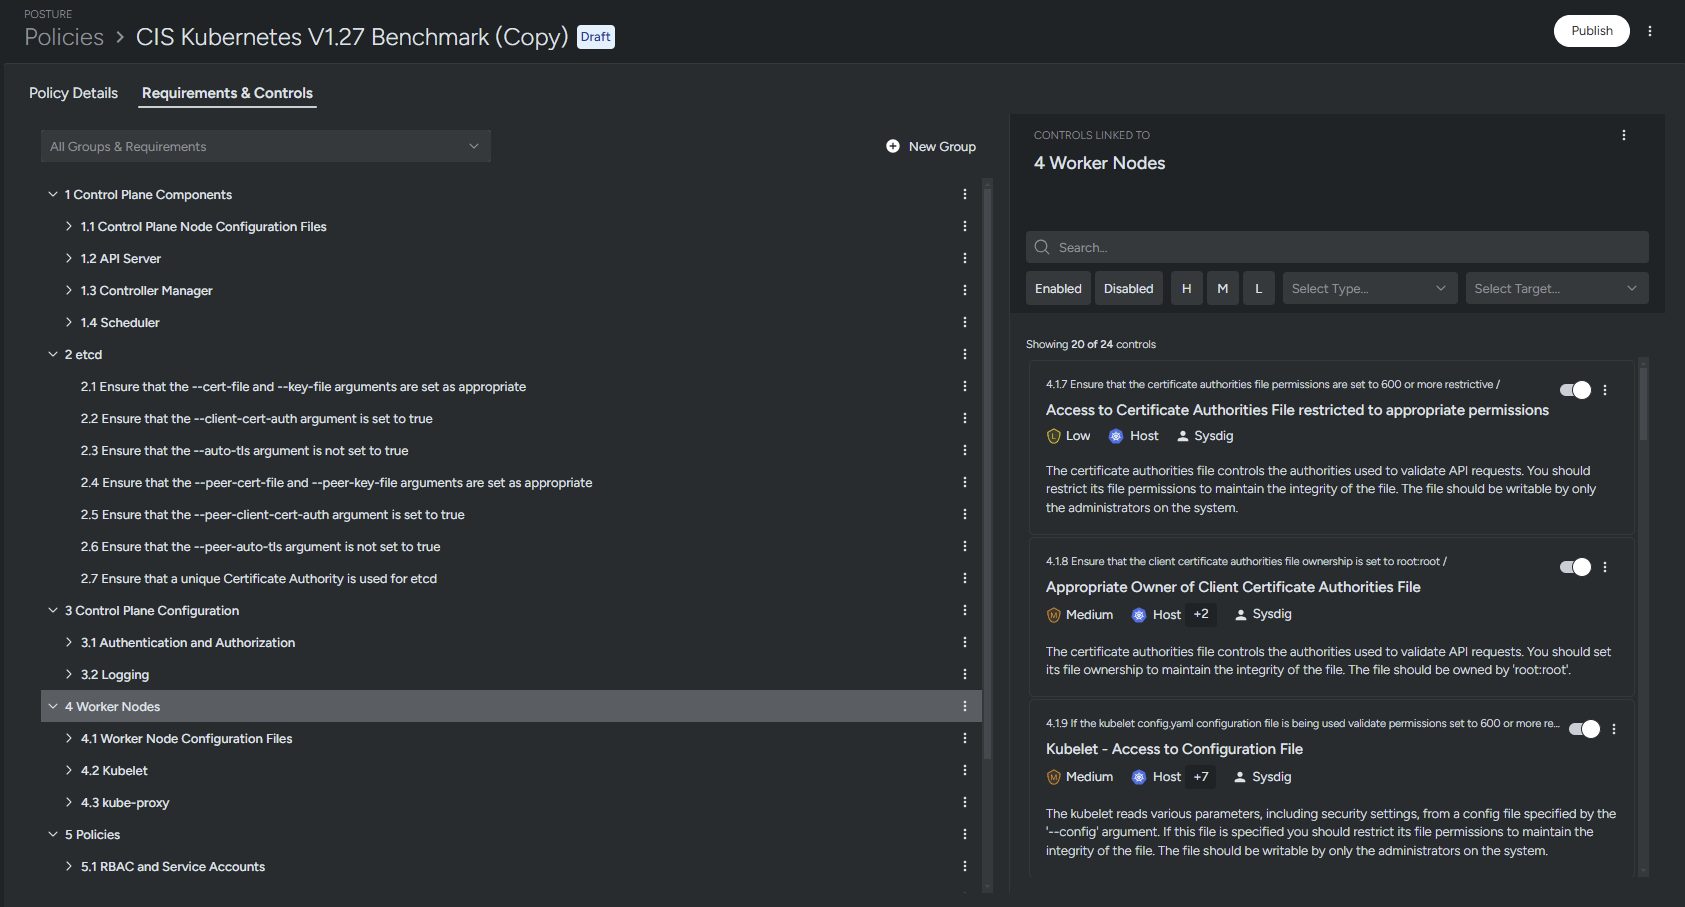 POSTURE
Policies > CIS Kubernetes V1.27 Benchmark (Copy) Draft
Publish
Policy Details
Requirements & Controls
All Groups & Requirements
New Group
1 Control Plane Components
1.1 Control Plane Node Configuration Files
1.2 API Server
1.3 Controller Manager
1.4 Scheduler
2 etcd
2.1 Ensure that the --cert-file and --key-file arguments are set as appropriate
2.2 Ensure that the --client-cert-auth argument is set to true
2.3 Ensure that the --auto-tls argument is not set to true
2.4 Ensure that the --peer-cert-file and --peer-key-file arguments are set as appropriate
2.5 Ensure that the --peer-client-cert-auth argument is set to true
2.6 Ensure that the --peer-auto-tls argument is not set to true
2.7 Ensure that a unique Certificate Authority is used for etcd
3 Control Plane Configuration
3.1 Authentication and Authorization
3.2 Logging
4 Worker Nodes
4.1 Worker Node Configuration Files
4.2 Kubelet
4.3 kube-proxy
5 Policies
5.1 RBAC and Service Accounts
CONTROLS LINKED TO
4 Worker Nodes
Search...
Enabled Disabled H M L Select Type... Select Target...
Showing 20 of 24 controls
4.1.7 Ensure that the certificate authorities file permissions are set to 600 or more restrictive /
Access to Certificate Authorities File restricted to appropriate permissions
L Low Host Sysdig
The certificate authorities file controls the authorities used to validate API requests. You should
restrict its file permissions to maintain the integrity of the file. The file should be writable by only
the administrators on the system.
4.1.8 Ensure that the client certificate authorities file ownership is set to root:root /
Appropriate Owner of Client Certificate Authorities File
M Medium Host +2 Sysdig
The certificate authorities file controls the authorities used to validate API requests. You should set
its file ownership to maintain the integrity of the file. The file should be owned by 'root:root'.
4.1.9 If the kubelet config.yaml configuration file is being used validate permissions set to 600 or more re...
Kubelet - Access to Configuration File
M Medium Host +7 Sysdig
The kubelet reads various parameters, including security settings, from a config file specified by the
'--config' argument. If this file is specified you should restrict its file permissions to maintain the
integrity of the file. The file should be writable by only the administrators on the system.